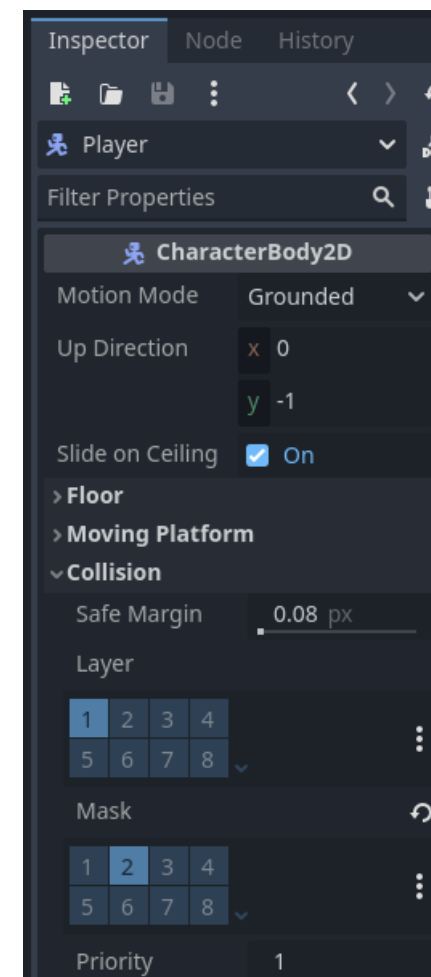 Inspector Node History
Player
Filter Properties
CharacterBody2D
Motion Mode Grounded
Up Direction x 0
y -1
Slide on Ceiling On
Floor
Moving Platform
Collision
Safe Margin 0.08 px
Layer
1 2 3 4
5 6 7 8
Mask
1 2 3 4
5 6 7 8
Priority 1